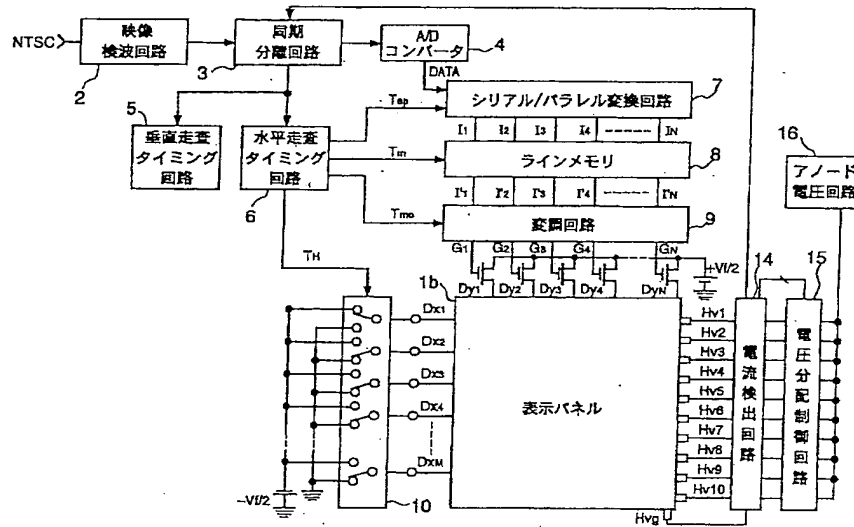 NTSC
映像
検波回路
2
同期
分離回路
3
A/D
コンバータ
4
DATA
5
垂直走査
タイミング
回路
水平走査
タイミング
回路
6
Tsp
Tm
Tmo
TH
シリアル/パラレル変換回路
7
I1 I2 I3 I4 IN
ラインメモリ
8
I'1 I'2 I'3 I'4 I'N
変調回路
9
G1 G2 G3 G4 GN
+Vf/2
Dy1 Dy2 Dy3 Dy4 DyN
1b
表示パネル
Dx1
Dx2
Dx3
Dx4
DxM
-Vf/2
10
Hv1
Hv2
Hv3
Hv4
Hv5
Hv6
Hv7
Hv8
Hv9
Hv10
Hvg
14
電流検出回路
15
電圧分配制御回路
16
アノード
電圧回路